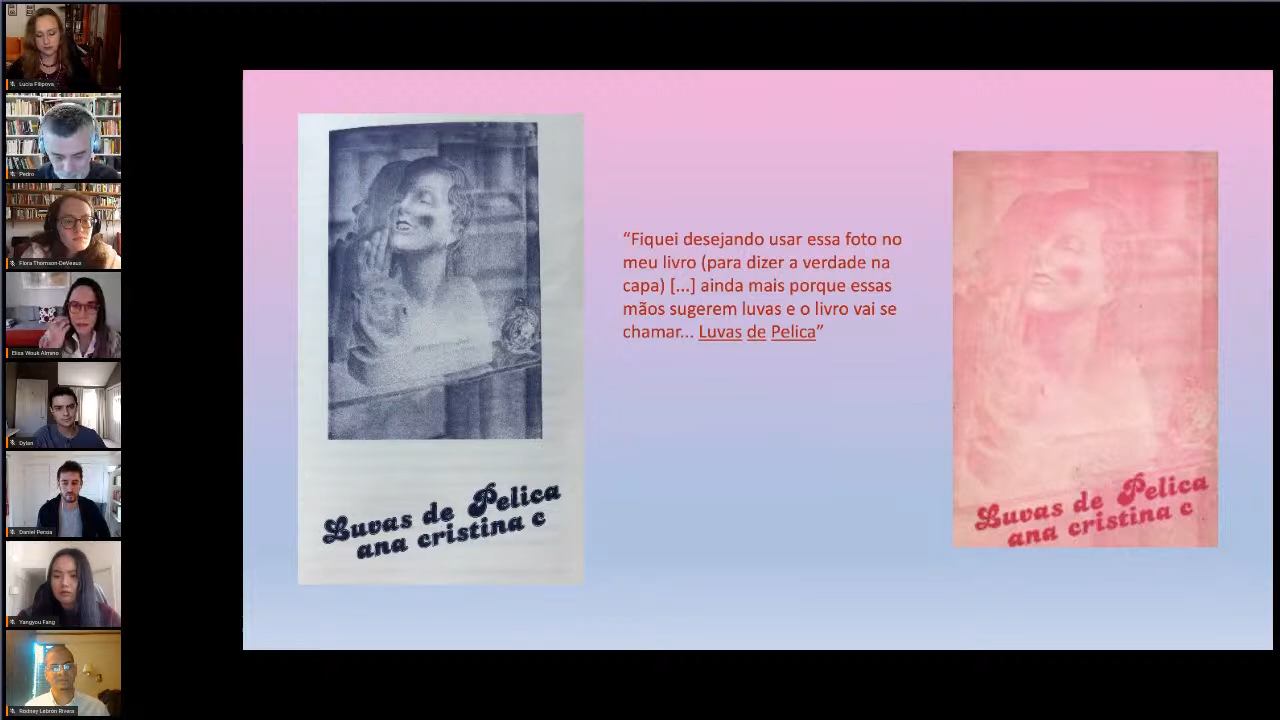 Lucia Filipova
Pedro
Flora Thomson-DeVeaux
Elisa Wouk Almino
Dylan
Daniel Persia
Yangyou Fang
Rodney Lebrón Rivera
Luvas de Pelica
ana cristina c
“Fiquei desejando usar essa foto no
meu livro (para dizer a verdade na
capa) [...] ainda mais porque essas
mãos sugerem luvas e o livro vai se
chamar... Luvas de Pelica”
Luvas de Pelica
ana cristina c